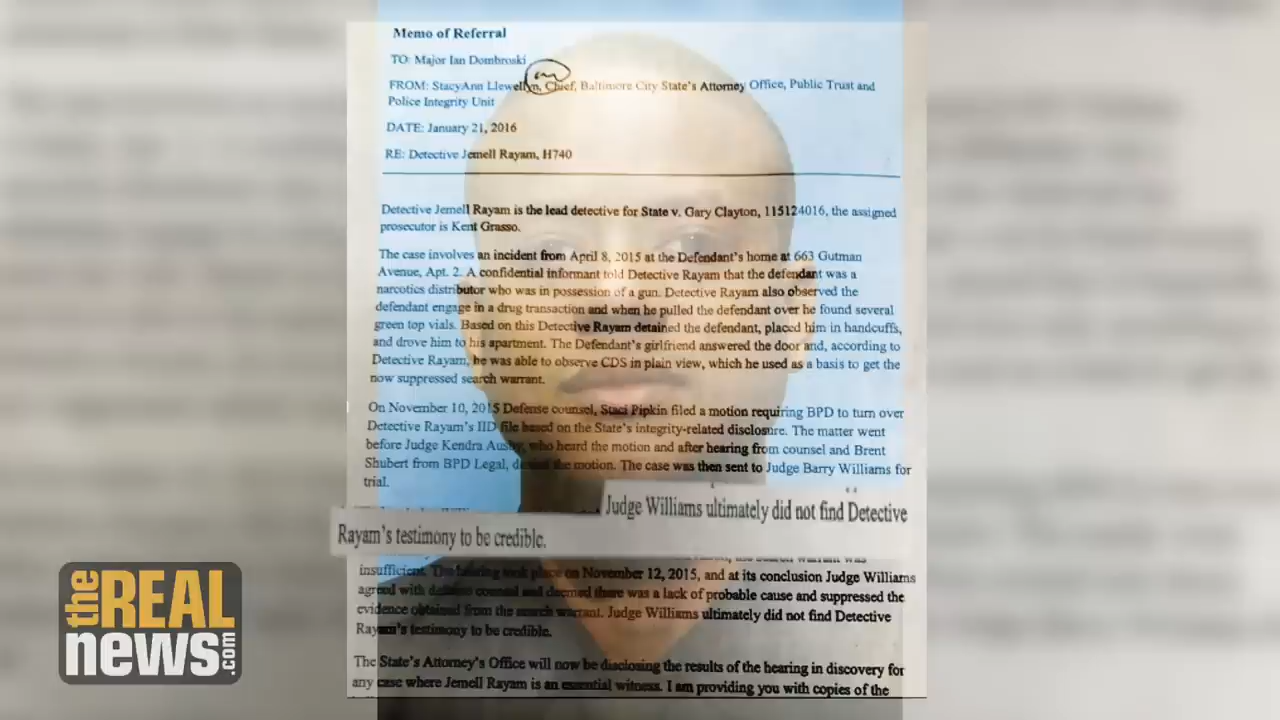 Memo of Referral
TO: Major Ian Dombroski
FROM: StacyAnn Llewellyn, Chief, Baltimore City State's Attorney Office, Public Trust and
Police Integrity Unit
DATE: January 21, 2016
RE: Detective Jemell Rayam, H740
Detective Jemell Rayam is the lead detective for State v. Gary Clayton, 115124016, the assigned
prosecutor is Kent Grasso.
The case involves an incident from April 8, 2015 at the Defendant's home at 663 Gutman
Avenue, Apt. 2. A confidential informant told Detective Rayam that the defendant was a
narcotics distributor who was in possession of a gun. Detective Rayam also observed the
defendant engage in a drug transaction and when he pulled the defendant over he found several
green top vials. Based on this Detective Rayam detained the defendant, placed him in handcuffs,
and drove him to his apartment. The Defendant's girlfriend answered the door and, according to
Detective Rayam, he was able to observe CDS in plain view, which he used as a basis to get the
now suppressed search warrant.
On November 10, 2015 Defense counsel, Staci Pipkin filed a motion requiring BPD to turn over
Detective Rayam's IID file based on the State's integrity-related disclosure. The matter went
before Judge Kendra who heard the motion and after hearing from counsel and Brent
Shubert from BPD Legal, the motion. The case was then sent to Judge Barry Williams for
trial.
Judge Williams ultimately did not find Detective
Rayam's testimony to be credible.
insufficient. The hearing took place on November 12, 2015, and at its conclusion Judge Williams
agreed with defense counsel and deemed there was a lack of probable cause and suppressed the
evidence obtained from the search warrant. Judge Williams ultimately did not find Detective
Rayam's testimony to be credible.
The State's Attorney's Office will now be disclosing the results of the hearing in discovery for
any case where Jemell Rayam is an essential witness. I am providing you with copies of the
the REAL
news.com